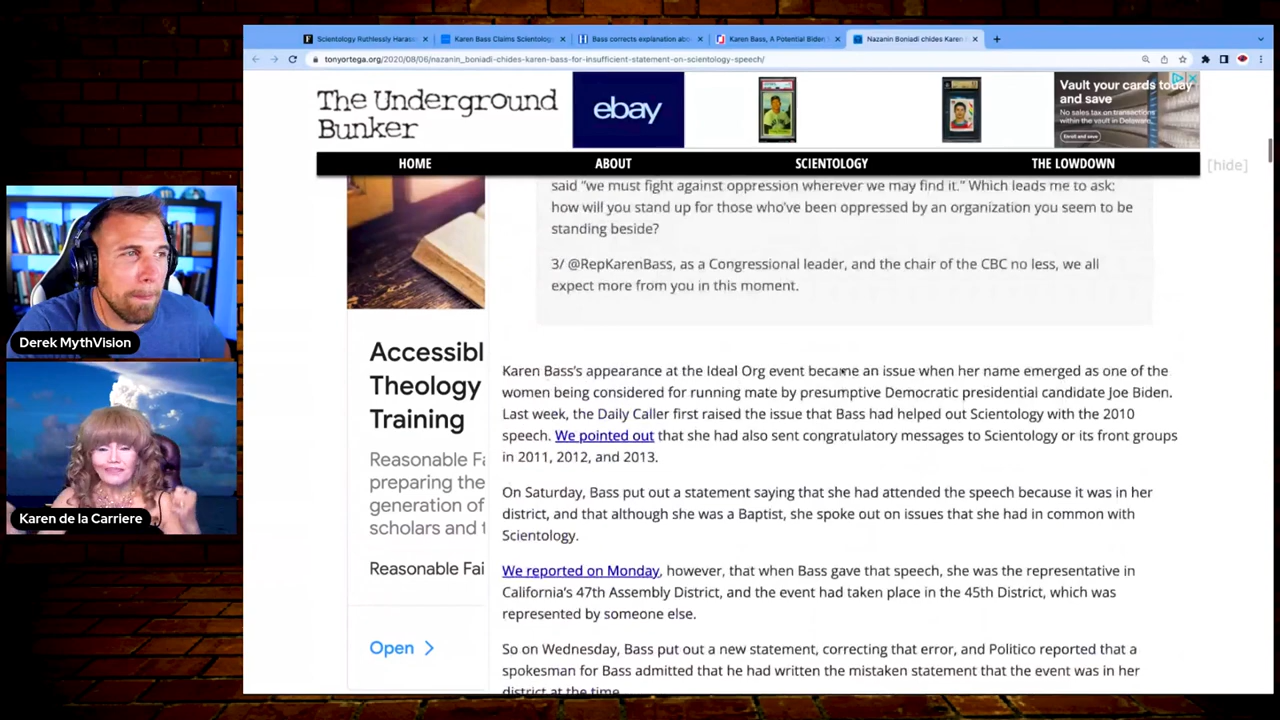 Scientology Ruthlessly Harass
Karen Bass Claims Scientolog
Bass corrects explanation abo
Karen Bass, A Potential Biden
Nazanin Boniadi chides Karen
tonyortega.org/2020/08/06/nazanin_boniadi-chides-karen-bass-for-insufficient-statement-on-scientology-speech/
The Underground
Bunker
ebay
Vault your cards today
and save
No sales tax on transactions
within the vault in Delaware.
Enroll and save
HOME
ABOUT
SCIENTOLOGY
THE LOWDOWN
[hide]
said “we must fight against oppression wherever we may find it.” Which leads me to ask:
how will you stand up for those who’ve been oppressed by an organization you seem to be
standing beside?
3/ @RepKarenBass, as a Congressional leader, and the chair of the CBC no less, we all
expect more from you in this moment.
Accessibl
Theology
Training
Reasonable Fa
preparing the
generation of
scholars and t
Reasonable Fai
Open
Karen Bass’s appearance at the Ideal Org event became an issue when her name emerged as one of the
women being considered for running mate by presumptive Democratic presidential candidate Joe Biden.
Last week, the Daily Caller first raised the issue that Bass had helped out Scientology with the 2010
speech. We pointed out that she had also sent congratulatory messages to Scientology or its front groups
in 2011, 2012, and 2013.
On Saturday, Bass put out a statement saying that she had attended the speech because it was in her
district, and that although she was a Baptist, she spoke out on issues that she had in common with
Scientology.
We reported on Monday, however, that when Bass gave that speech, she was the representative in
California’s 47th Assembly District, and the event had taken place in the 45th District, which was
represented by someone else.
So on Wednesday, Bass put out a new statement, correcting that error, and Politico reported that a
spokesman for Bass admitted that he had written the mistaken statement that the event was in her
district at the time.
Derek MythVision
Karen de la Carriere